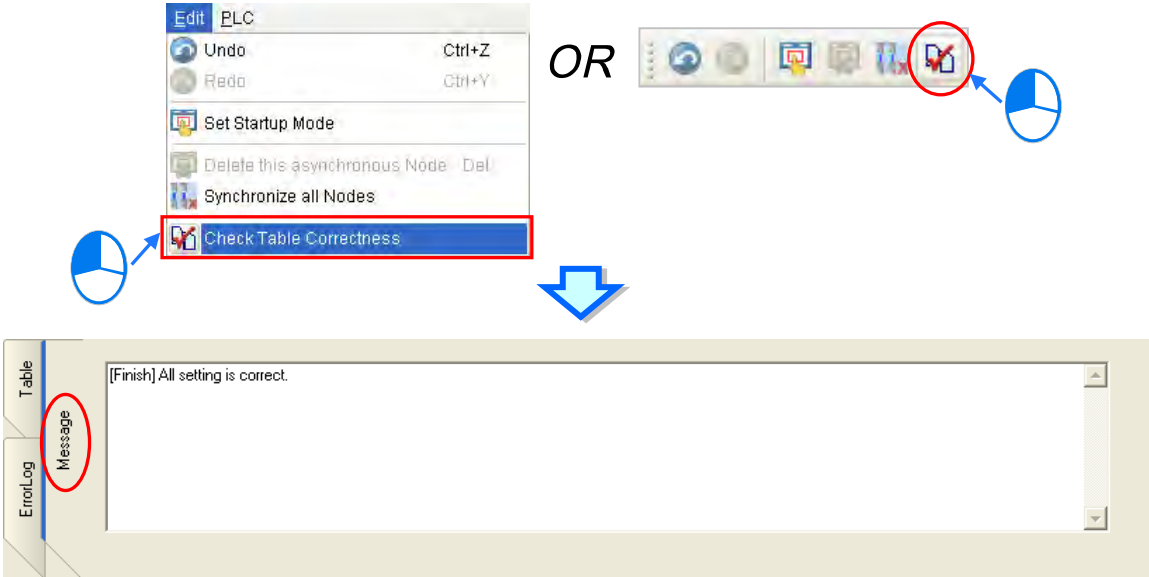 Edit PLC
Undo Ctrl+Z
Redo Ctrl+Y
Set Startup Mode
Delete this asynchronous Node Del
Synchronize all Nodes
Check Table Correctness
OR
Table
Message
ErrorLog
[Finish] All setting is correct.